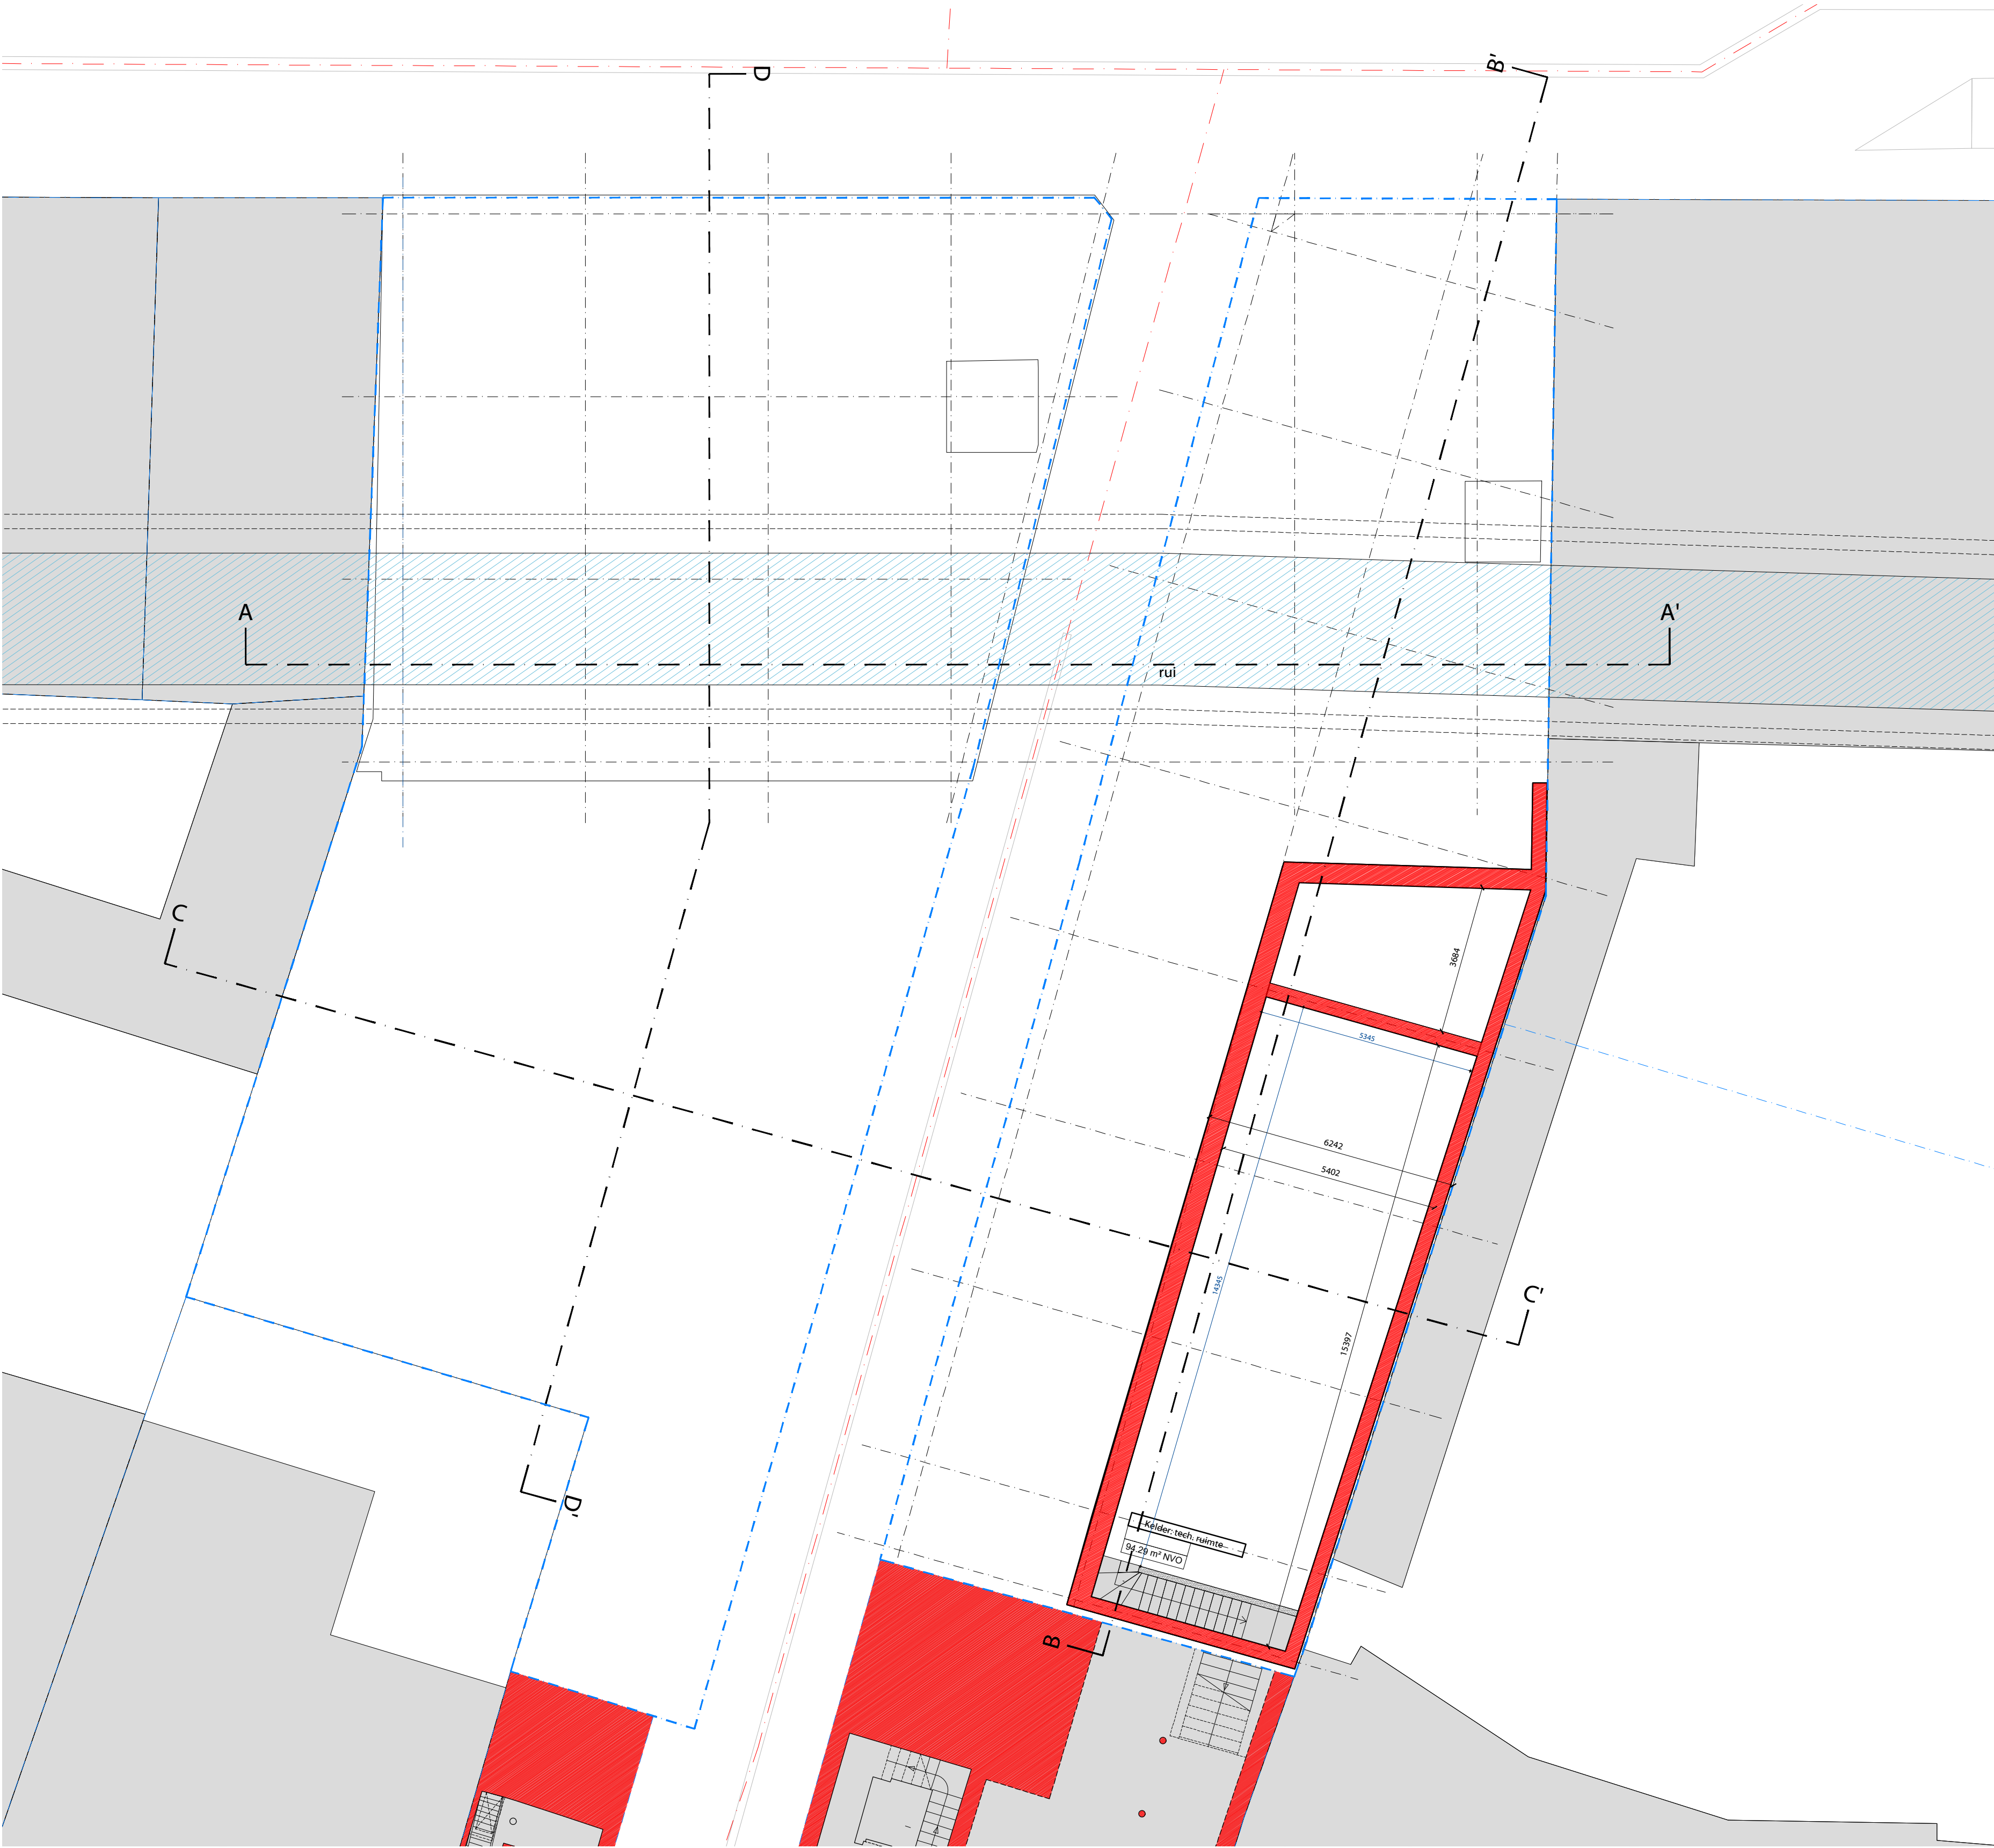 D
B'
A
A'
rui
C
3684
5345
6242
5402
14345
C'
15397
D'
Kelder: tech. ruimte
94.29 m² NVO
B